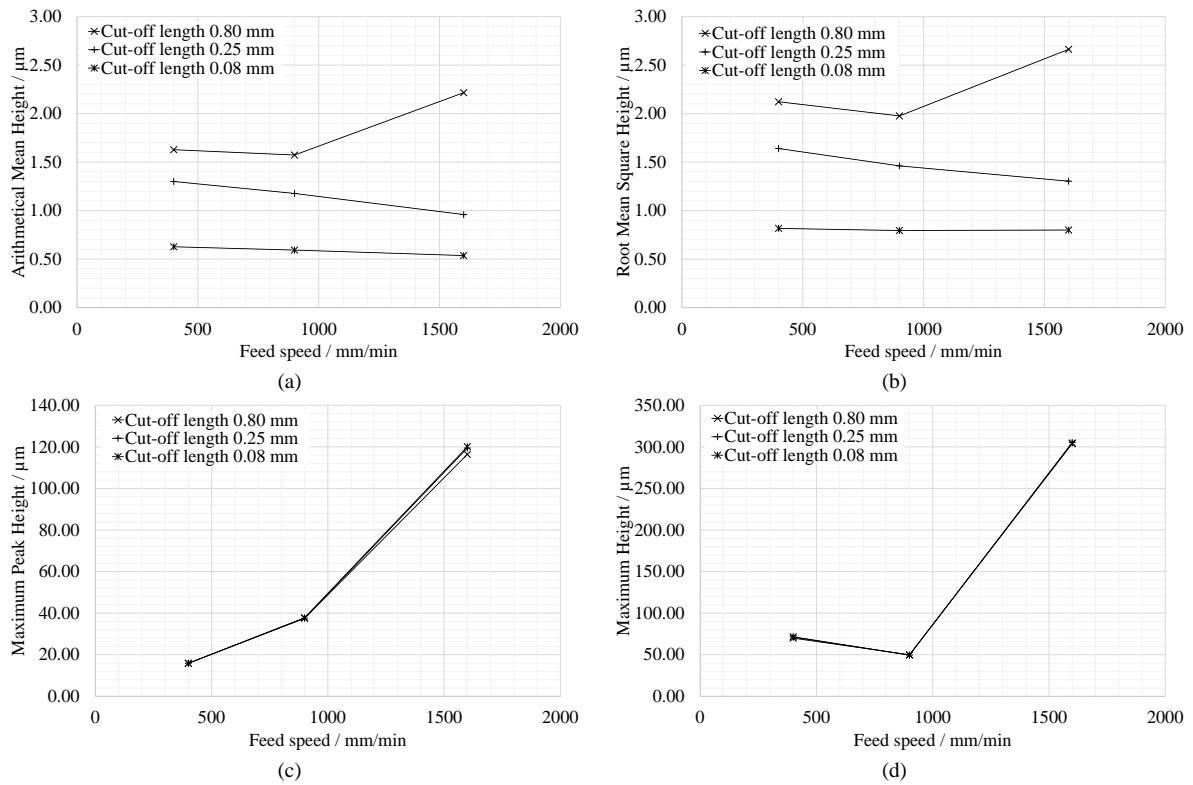 3.00
2.50
2.00
1.50
1.00
0.50
0.00
Arithmetical Mean Height / µm
Cut-off length 0.80 mm
Cut-off length 0.25 mm
Cut-off length 0.08 mm
0 500 1000 1500 2000
Feed speed / mm/min
(a)
3.00
2.50
2.00
1.50
1.00
0.50
0.00
Root Mean Square Height / µm
Cut-off length 0.80 mm
Cut-off length 0.25 mm
Cut-off length 0.08 mm
0 500 1000 1500 2000
Feed speed / mm/min
(b)
140.00
120.00
100.00
80.00
60.00
40.00
20.00
0.00
Maximum Peak Height / µm
Cut-off length 0.80 mm
Cut-off length 0.25 mm
Cut-off length 0.08 mm
0 500 1000 1500 2000
Feed speed / mm/min
(c)
350.00
300.00
250.00
200.00
150.00
100.00
50.00
0.00
Maximum Height / µm
Cut-off length 0.80 mm
Cut-off length 0.25 mm
Cut-off length 0.08 mm
0 500 1000 1500 2000
Feed speed / mm/min
(d)